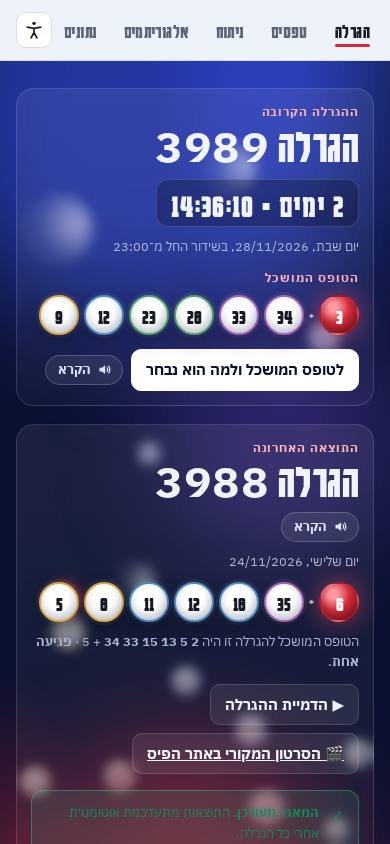 הגרלה טפסים ניתוח אלגוריתמים נתונים
ההגרלה הקרובה
הגרלה 3989
2 ימים • 14:36:10
יום שבת, 28/11/2026, בשידור החל מ־23:00
הטופס המושכל
3 • 34 33 28 23 12 9
לטופס המושכל ולמה הוא נבחר
הקרא
התוצאה האחרונה
הגרלה 3988
הקרא
יום שלישי, 24/11/2026
6 • 35 18 12 11 8 5
הטופס המושכל להגרלה זו היה 2 5 13 15 33 34 + 5 · פגיעה
אחת.
▶ הדמיית ההגרלה
🎬 הסרטון המקורי באתר הפיס
✓ המאגר מעודכן. התוצאות מתעדכנות אוטומטית
אחרי כל הגרלה.